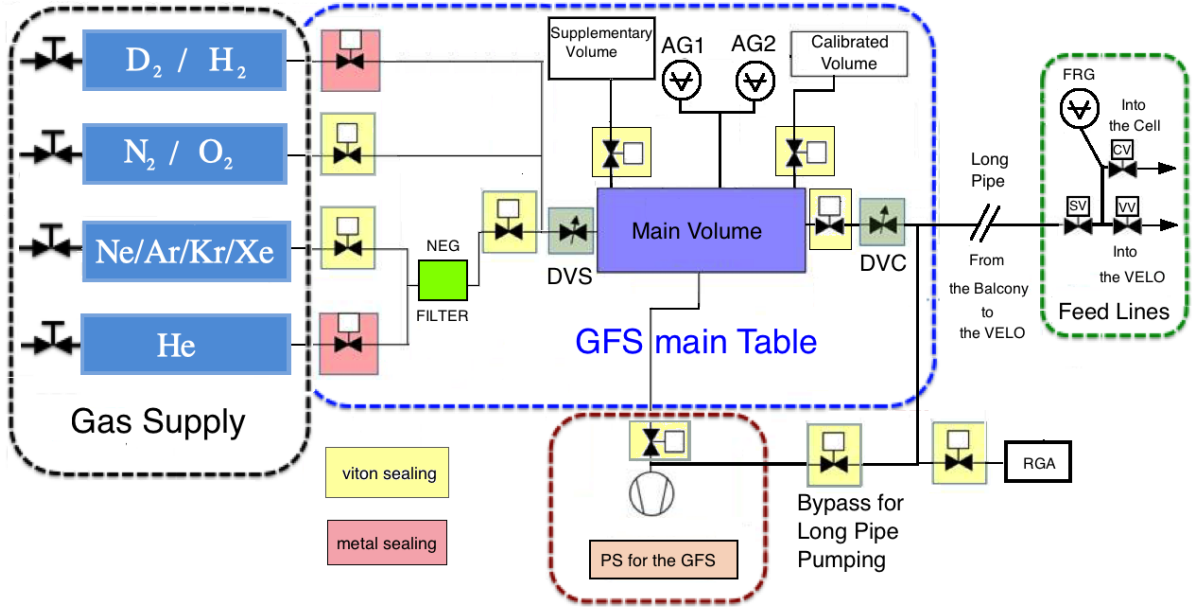 D2 / H2
N2 / O2
Ne/Ar/Kr/Xe
He
Gas Supply
viton sealing
metal sealing
NEG
FILTER
Supplementary
Volume
AG1
AG2
Calibrated
Volume
DVS
Main Volume
DVC
GFS main Table
PS for the GFS
Bypass for
Long Pipe
Pumping
RGA
Long
Pipe
From
the Balcony
to
the VELO
FRG
Into
the Cell
CV
SV
VV
Into
the VELO
Feed Lines